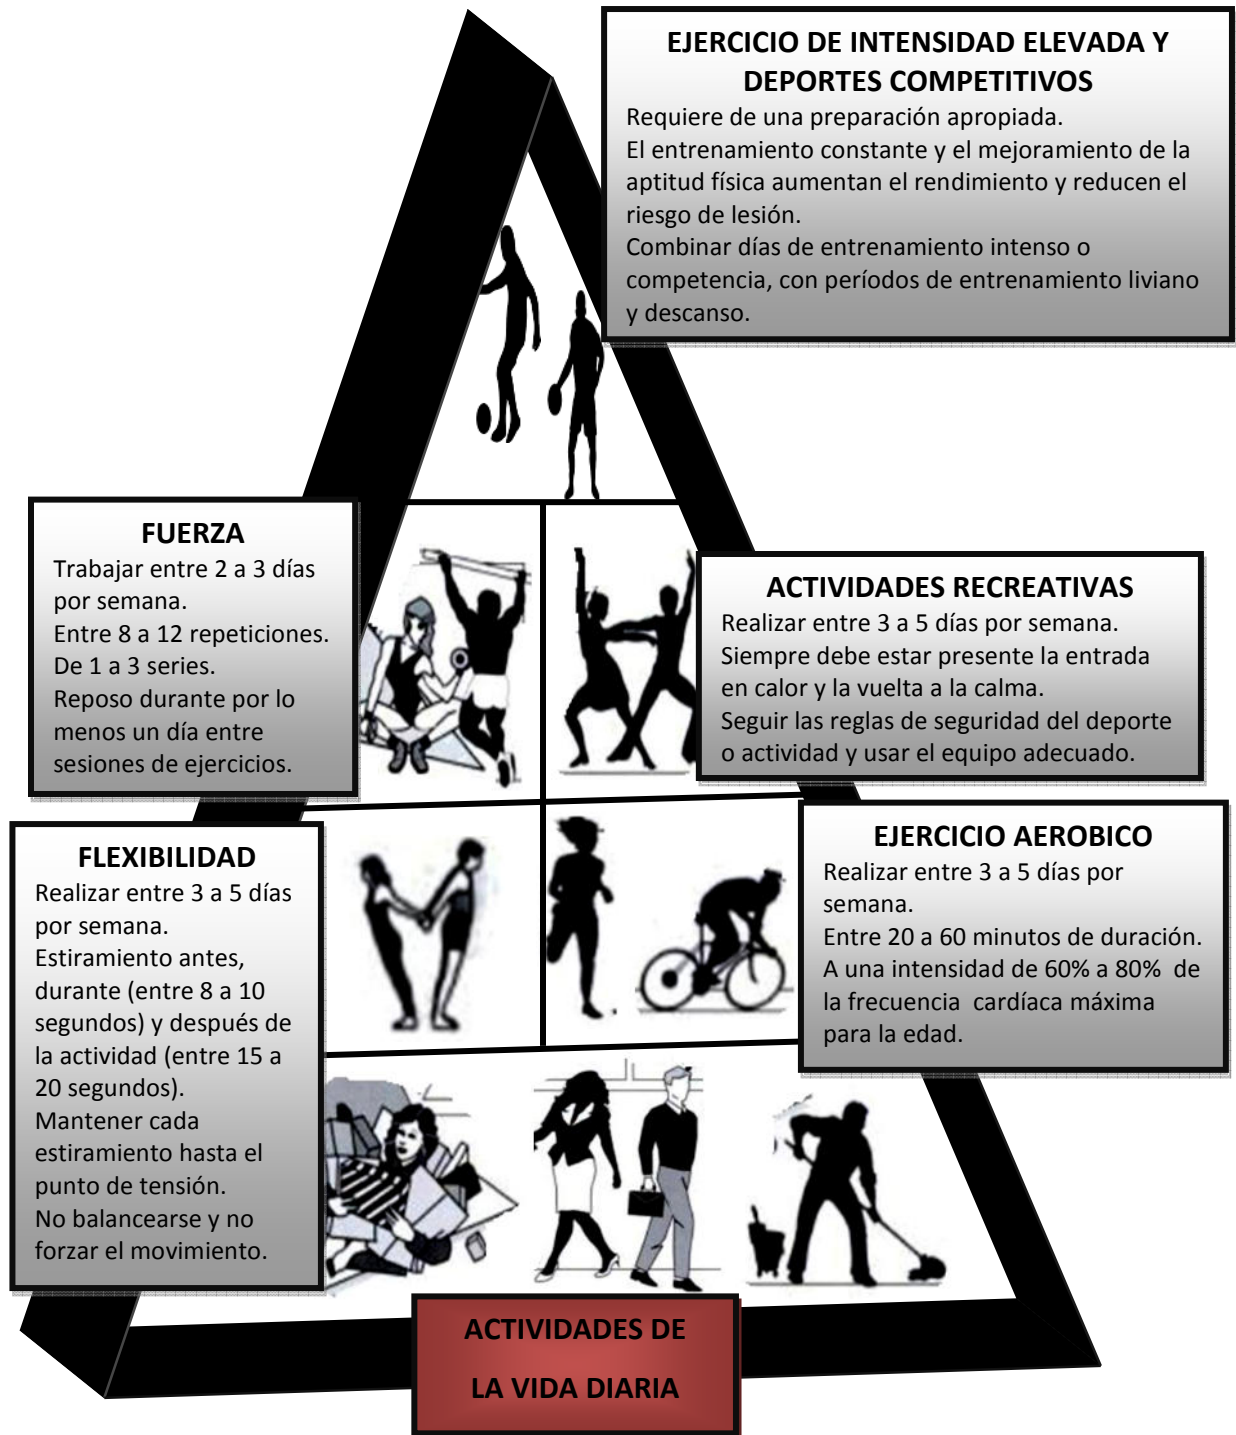 EJERCICIO DE INTENSIDAD ELEVADA Y
DEPORTES COMPETITIVOS
Requiere de una preparación apropiada.
El entrenamiento constante y el mejoramiento de la
aptitud física aumentan el rendimiento y reducen el
riesgo de lesión.
Combinar días de entrenamiento intenso o
competencia, con períodos de entrenamiento liviano
y descanso.
FUERZA
Trabajar entre 2 a 3 días
por semana.
Entre 8 a 12 repeticiones.
De 1 a 3 series.
Reposo durante por lo
menos un día entre
sesiones de ejercicios.
ACTIVIDADES RECREATIVAS
Realizar entre 3 a 5 días por semana.
Siempre debe estar presente la entrada
en calor y la vuelta a la calma.
Seguir las reglas de seguridad del deporte
o actividad y usar el equipo adecuado.
FLEXIBILIDAD
Realizar entre 3 a 5 días
por semana.
Estiramiento antes,
durante (entre 8 a 10
segundos) y después de
la actividad (entre 15 a
20 segundos).
Mantener cada
estiramiento hasta el
punto de tensión.
No balancearse y no
forzar el movimiento.
EJERCICIO AEROBICO
Realizar entre 3 a 5 días por
semana.
Entre 20 a 60 minutos de duración.
A una intensidad de 60% a 80% de
la frecuencia cardíaca máxima
para la edad.
ACTIVIDADES DE
LA VIDA DIARIA